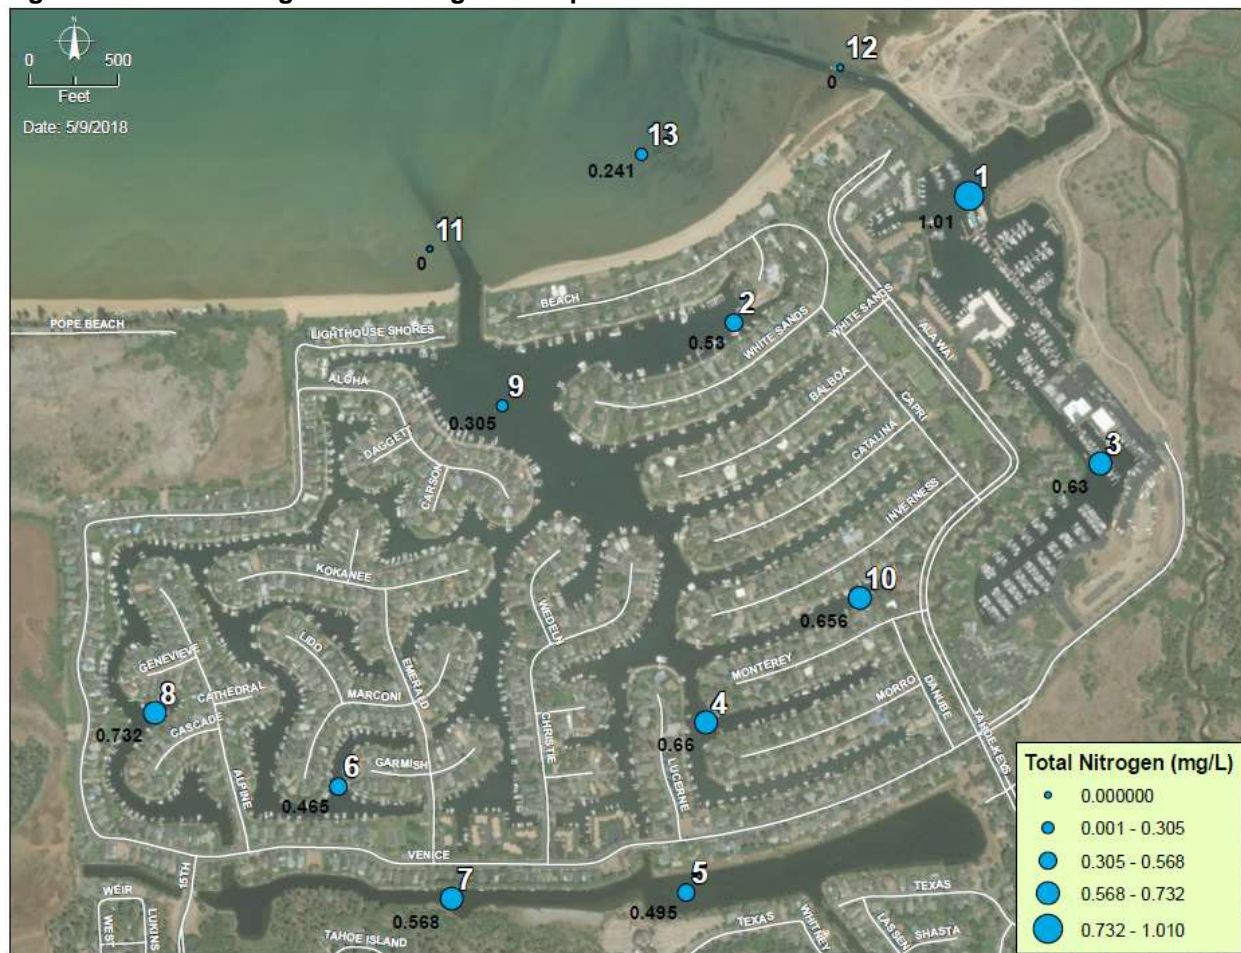 N
0 500
Feet
Date: 5/9/2018
12
0
13
0.241
1
1.01
11
0
BEACH
2
0.53
WHITE SANDS
WHITE SANDS
POPE BEACH
LIGHTHOUSE SHORES
ALA WAI
ALOHA
9
0.305
BALBOA
CAPRI
DAGGETT
CARSON
CATALINA
3
0.63
INVERNESS
KOKANEE
10
0.656
WEDELN
LIDO
EMERALD
GENEVIEVE
MONTEREY
CATHEDRAL
MARCONI
MORRO
DANUBE
8
0.732
CASCADE
CHRISTIE
4
0.66
TAHOE KEYS
GARMISH
6
0.465
ALPINE
LUCERNE
VENICE
15TH
7
0.568
5
0.495
WEIR
WEST
LUKINS
TAHOE ISLAND
TEXAS
WHITNEY
TEXAS
LASSEN
SHASTA
Total Nitrogen (mg/L)
0.000000
0.001 - 0.305
0.305 - 0.568
0.568 - 0.732
0.732 - 1.010